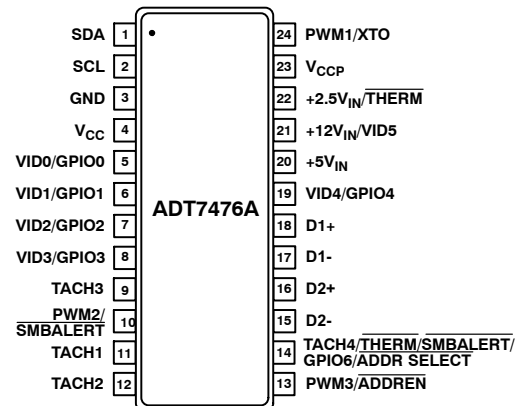 SDA 1
SCL 2
GND 3
VCC 4
VID0/GPIO0 5
VID1/GPIO1 6
VID2/GPIO2 7
VID3/GPIO3 8
TACH3 9
PWM2/
SMBALERT 10
TACH1 11
TACH2 12
ADT7476A
24 PWM1/XTO
23 VCCP
22 +2.5VIN/THERM
21 +12VIN/VID5
20 +5VIN
19 VID4/GPIO4
18 D1+
17 D1-
16 D2+
15 D2-
14 TACH4/THERM/SMBALERT/
GPIO6/ADDR SELECT
13 PWM3/ADDREN